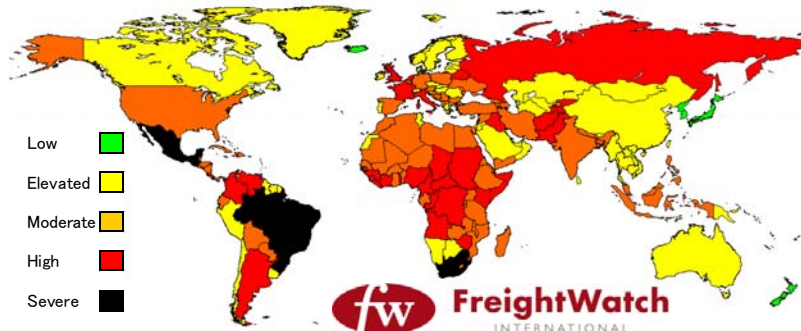 Low
Elevated
Moderate
High
Severe
fw FreightWatch
INTERNATIONAL